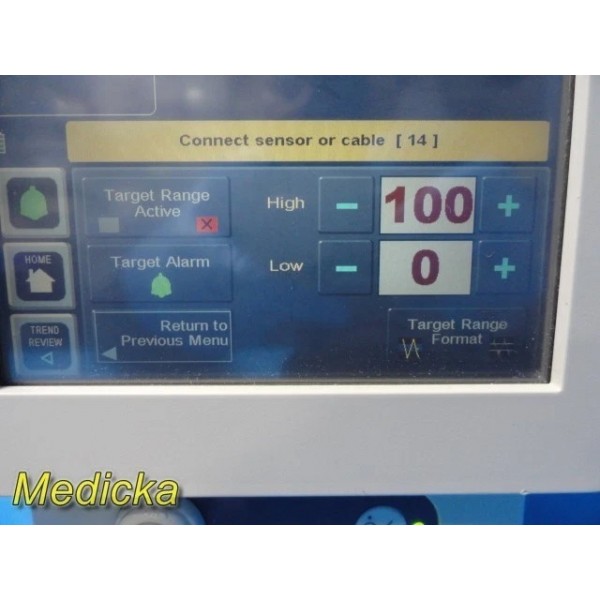 Connect sensor or cable [ 14 ]
Target Range
Active
High
100
HOME
Target Alarm
Low
0
TREND
REVIEW
Return to
Previous Menu
Target Range
Format
Medicka